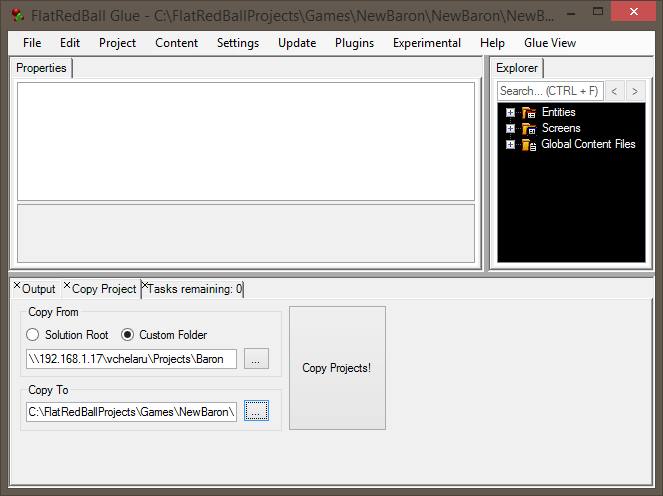 FlatRedBall Glue - C:\FlatRedBallProjects\Games\NewBaron\NewBaron\NewB...
File Edit Project Content Settings Update Plugins Experimental Help Glue View
Properties
Explorer
Search... (CTRL + F) < >
Entities
Screens
Global Content Files
Output Copy Project Tasks remaining: 0
Copy From
Solution Root Custom Folder
\\192.168.1.17\vchelaru\Projects\Baron ...
Copy Projects!
Copy To
C:\FlatRedBallProjects\Games\NewBaron\ ...